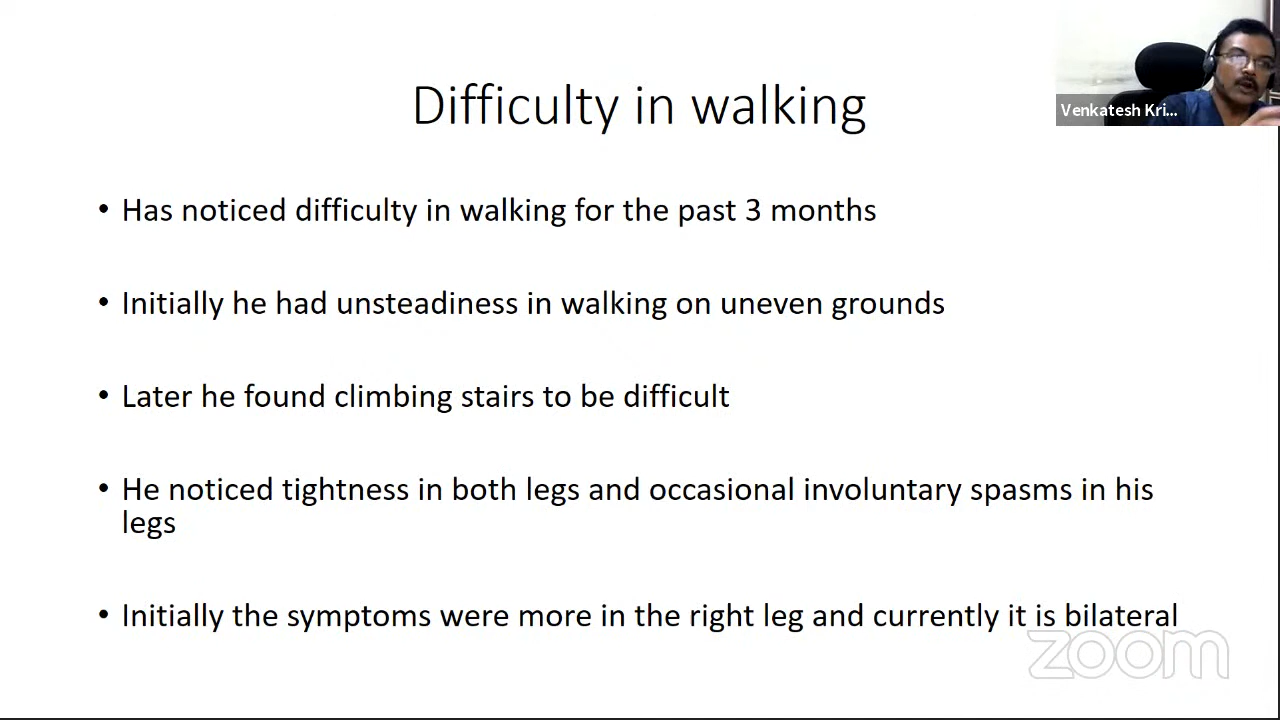 Difficulty in walking
Venkatesh Kri...
• Has noticed difficulty in walking for the past 3 months
• Initially he had unsteadiness in walking on uneven grounds
• Later he found climbing stairs to be difficult
• He noticed tightness in both legs and occasional involuntary spasms in his
legs
• Initially the symptoms were more in the right leg and currently it is bilateral
zoom